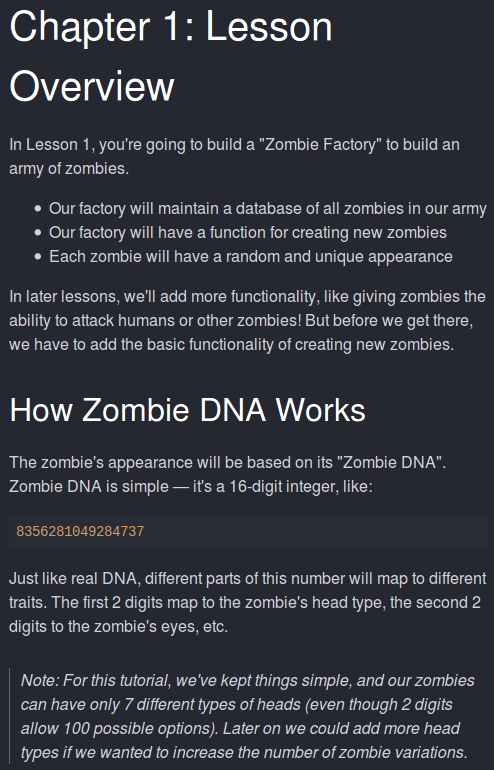 Chapter 1: Lesson
Overview
In Lesson 1, you're going to build a "Zombie Factory" to build an
army of zombies.
• Our factory will maintain a database of all zombies in our army
• Our factory will have a function for creating new zombies
• Each zombie will have a random and unique appearance
In later lessons, we'll add more functionality, like giving zombies the
ability to attack humans or other zombies! But before we get there,
we have to add the basic functionality of creating new zombies.
How Zombie DNA Works
The zombie's appearance will be based on its "Zombie DNA".
Zombie DNA is simple — it's a 16-digit integer, like:
8356281049284737
Just like real DNA, different parts of this number will map to different
traits. The first 2 digits map to the zombie's head type, the second 2
digits to the zombie's eyes, etc.
Note: For this tutorial, we've kept things simple, and our zombies
can have only 7 different types of heads (even though 2 digits
allow 100 possible options). Later on we could add more head
types if we wanted to increase the number of zombie variations.